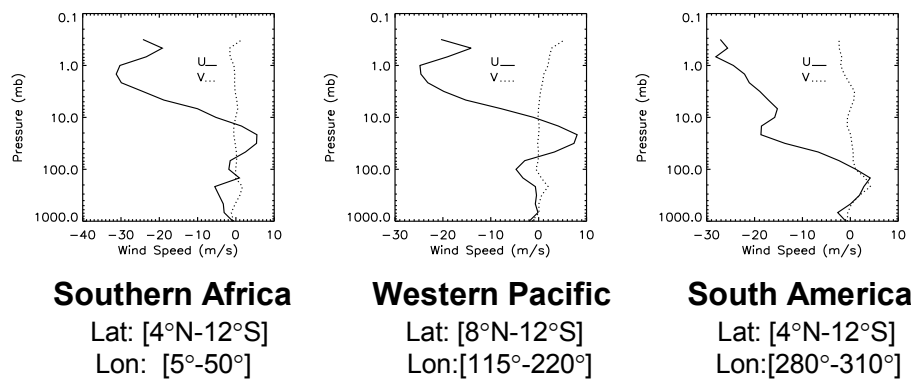 0.1
1.0
10.0
100.0
1000.0
Pressure (mb)
U
V...
-40 -30 -20 -10 0 10
Wind Speed (m/s)
Southern Africa
Lat: [4°N-12°S]
Lon: [5°-50°]
0.1
1.0
10.0
100.0
1000.0
Pressure (mb)
U
V....
-30 -20 -10 0 10
Wind Speed (m/s)
Western Pacific
Lat: [8°N-12°S]
Lon:[115°-220°]
0.1
1.0
10.0
100.0
1000.0
Pressure (mb)
U
V....
-30 -20 -10 0 10
Wind Speed (m/s)
South America
Lat: [4°N-12°S]
Lon:[280°-310°]